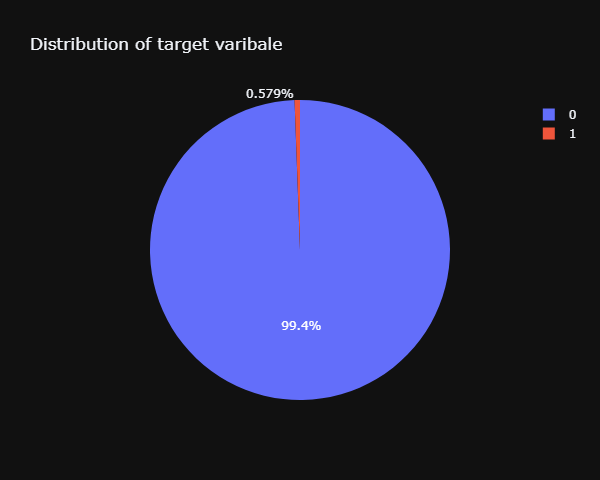 Distribution of target varibale
0.579%
0
1
99.4%